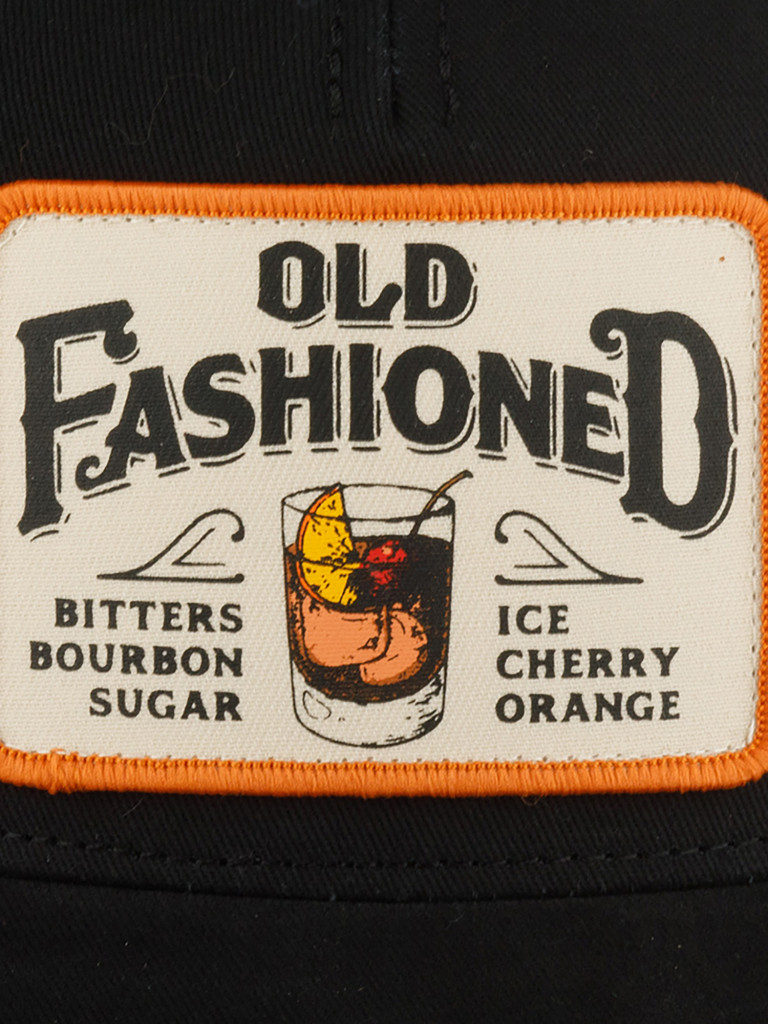 OLD
FASHIONED
BITTERS
BOURBON
SUGAR
ICE
CHERRY
ORANGE